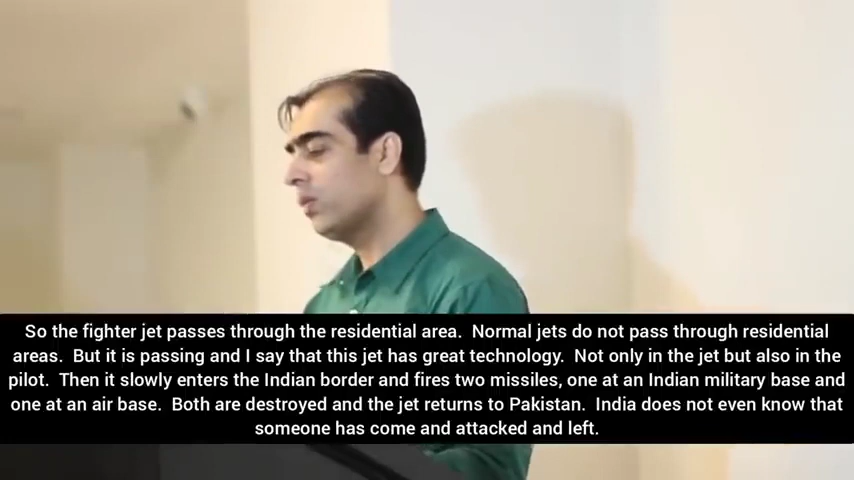 So the fighter jet passes through the residential area.  Normal jets do not pass through residential
areas.  But it is passing and I say that this jet has great technology.  Not only in the jet but also in the
pilot.  Then it slowly enters the Indian border and fires two missiles, one at an Indian military base and
one at an air base.  Both are destroyed and the jet returns to Pakistan.  India does not even know that
someone has come and attacked and left.